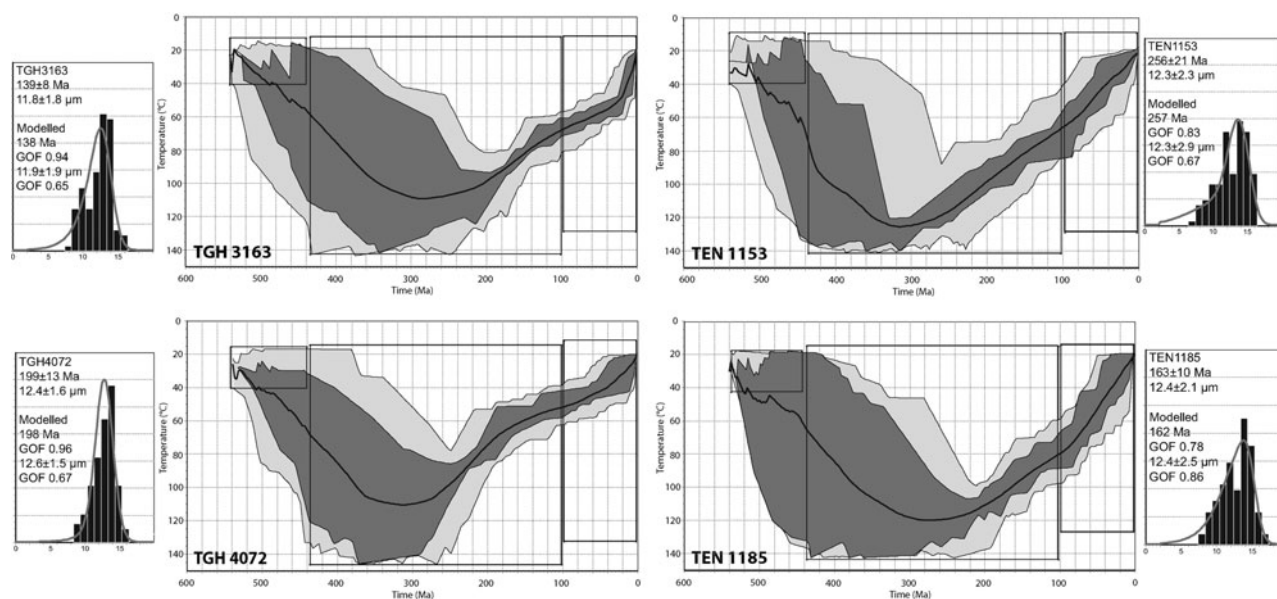 TGH3163
139±8 Ma
11.8±1.8 µm
Modelled
138 Ma
GOF 0.94
11.9±1.9 µm
GOF 0.65
0
5
10
15
Temperature (°C)
0
20
40
60
80
100
120
140
TGH 3163
600
500
400
300
200
100
0
Time (Ma)
Temperature (°C)
0
20
40
60
80
100
120
140
TEN 1153
600
500
400
300
200
100
0
Time (Ma)
TEN1153
256±21 Ma
12.3±2.3 µm
Modelled
257 Ma
GOF 0.83
12.3±2.9 µm
GOF 0.67
0
5
10
15
TGH4072
199±13 Ma
12.4±1.6 µm
Modelled
198 Ma
GOF 0.96
12.6±1.5 µm
GOF 0.67
0
5
10
15
Temperature (°C)
0
20
40
60
80
100
120
140
TGH 4072
600
500
400
300
200
100
0
Time (Ma)
Temperature (°C)
0
20
40
60
80
100
120
140
TEN 1185
600
500
400
300
200
100
0
Time (Ma)
TEN1185
163±10 Ma
12.4±2.1 µm
Modelled
162 Ma
GOF 0.78
12.4±2.5 µm
GOF 0.86
0
5
10
15